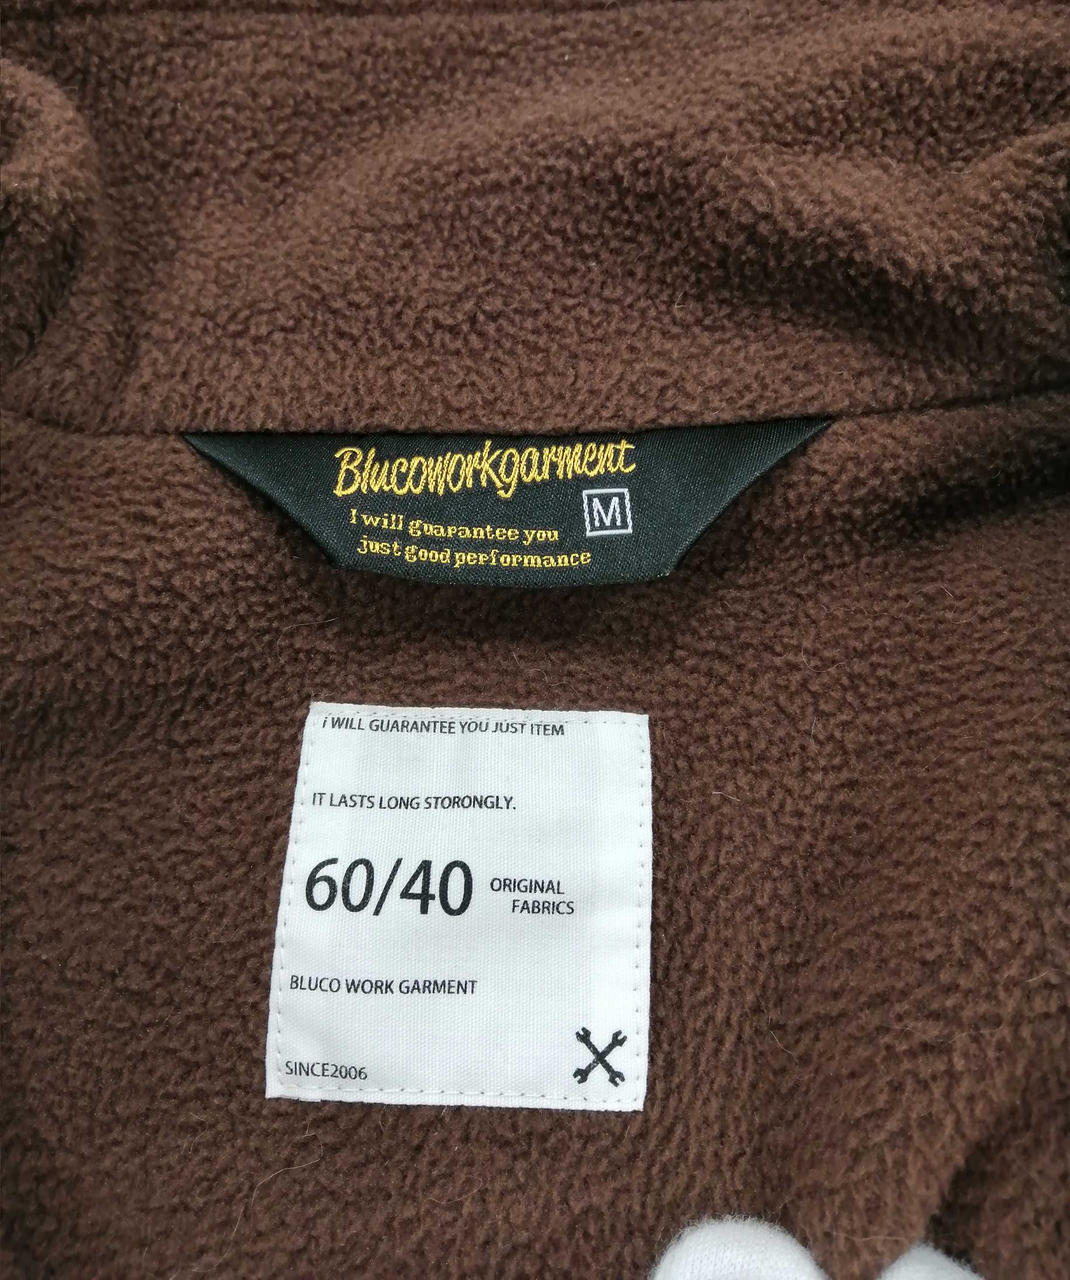 Blucoworkgarment
M
I will guarantee you
just good performance
i WILL GUARANTEE YOU JUST ITEM
IT LASTS LONG STORONGLY.
60/40 ORIGINAL
FABRICS
BLUCO WORK GARMENT
SINCE2006